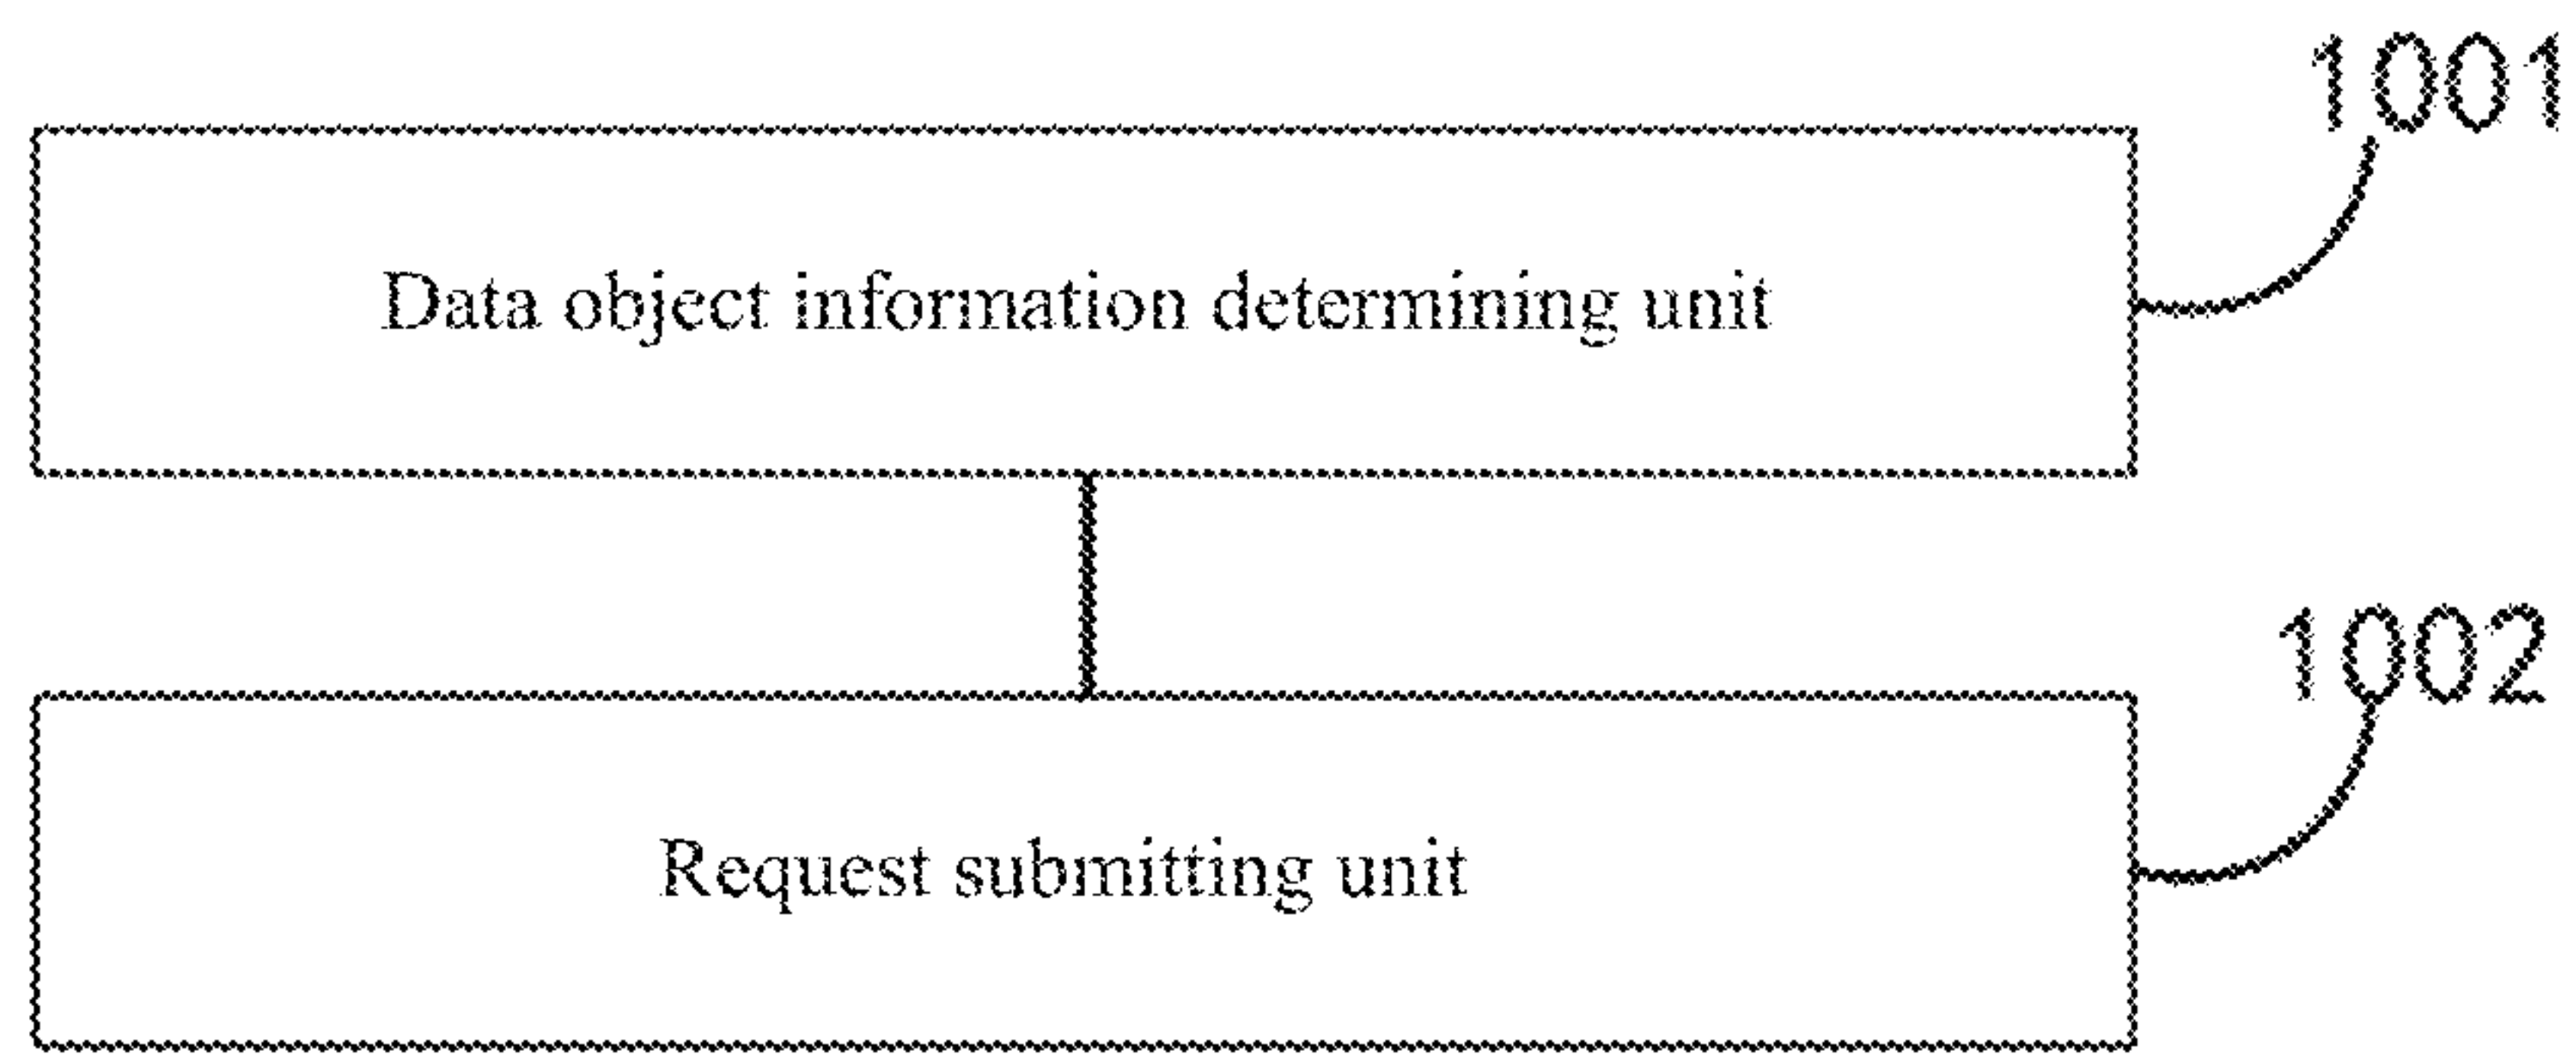 1001
Data object information determining unit
1002
Request submitting unit